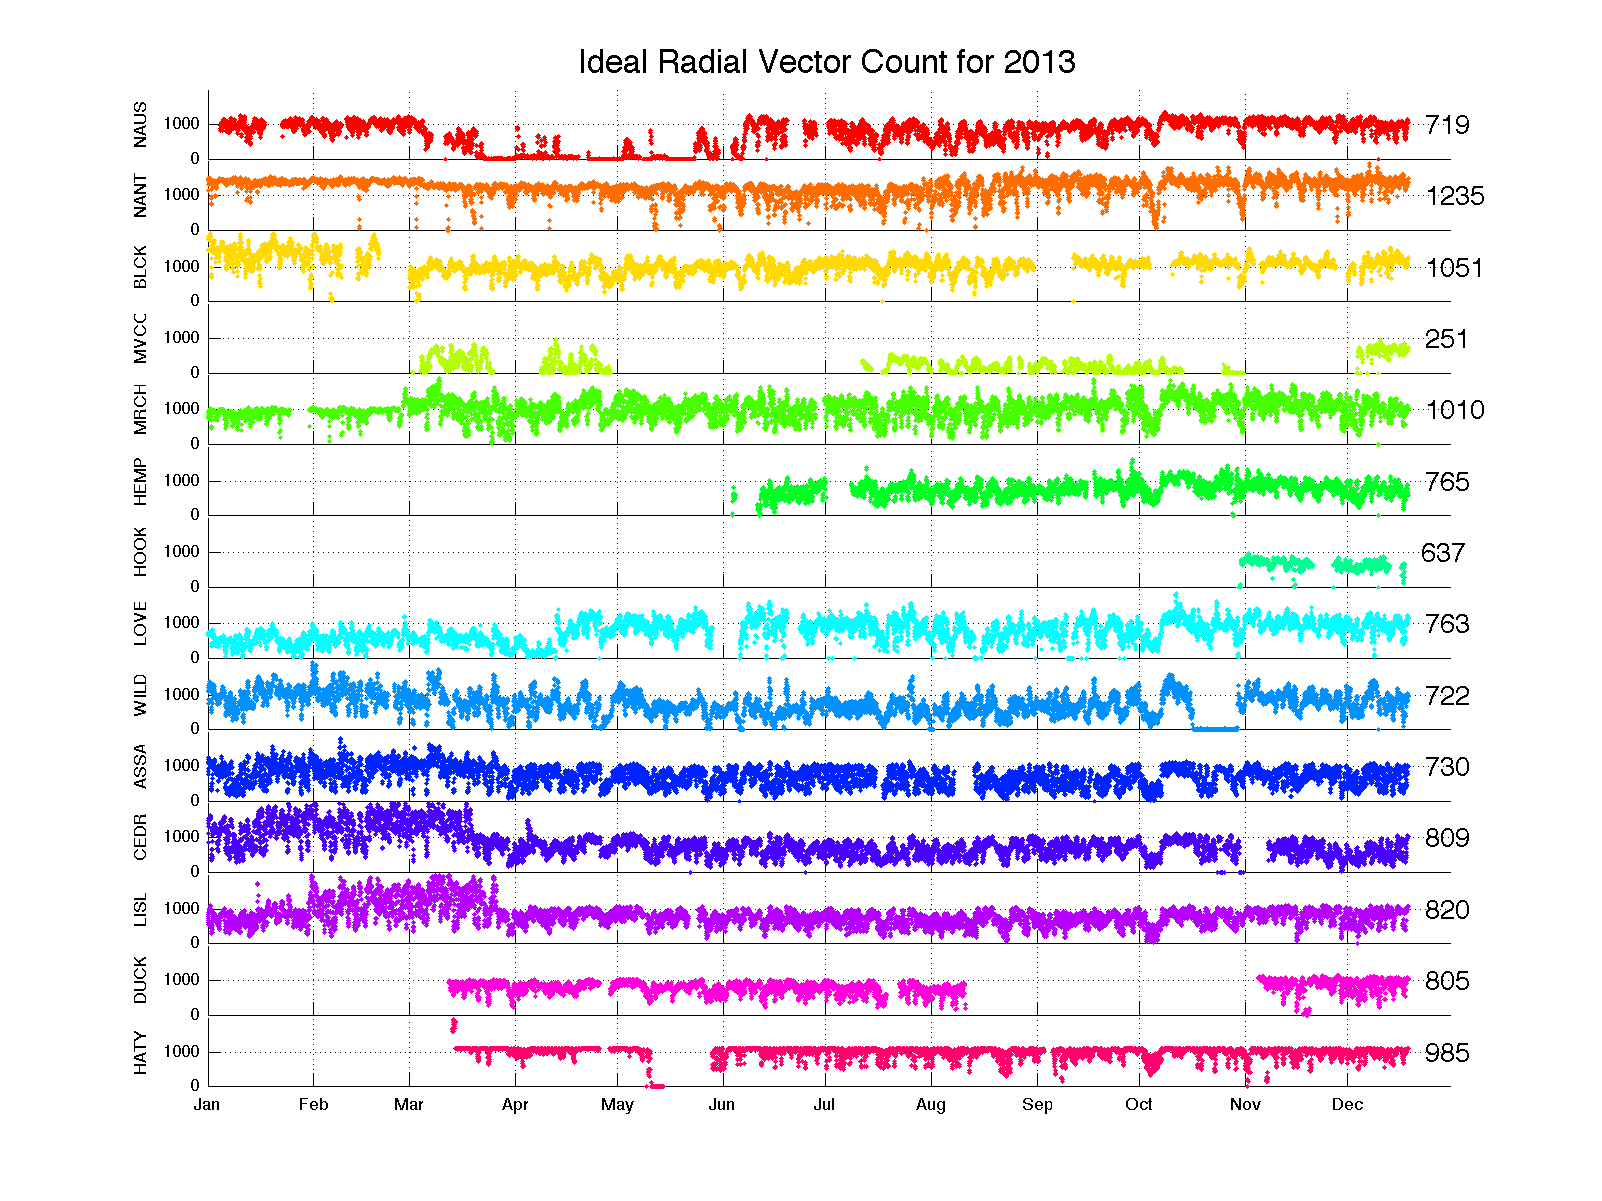 Ideal Radial Vector Count for 2013
NAUS 1000 0 719
NANT 1000 0 1235
BLCK 1000 0 1051
MVCC 1000 0 251
MRCH 1000 0 1010
HEMP 1000 0 765
HOOK 1000 0 637
LOVE 1000 0 763
WILD 1000 0 722
ASSA 1000 0 730
CEDR 1000 0 809
LISL 1000 0 820
DUCK 1000 0 805
HATY 1000 0 985
Jan Feb Mar Apr May Jun Jul Aug Sep Oct Nov Dec